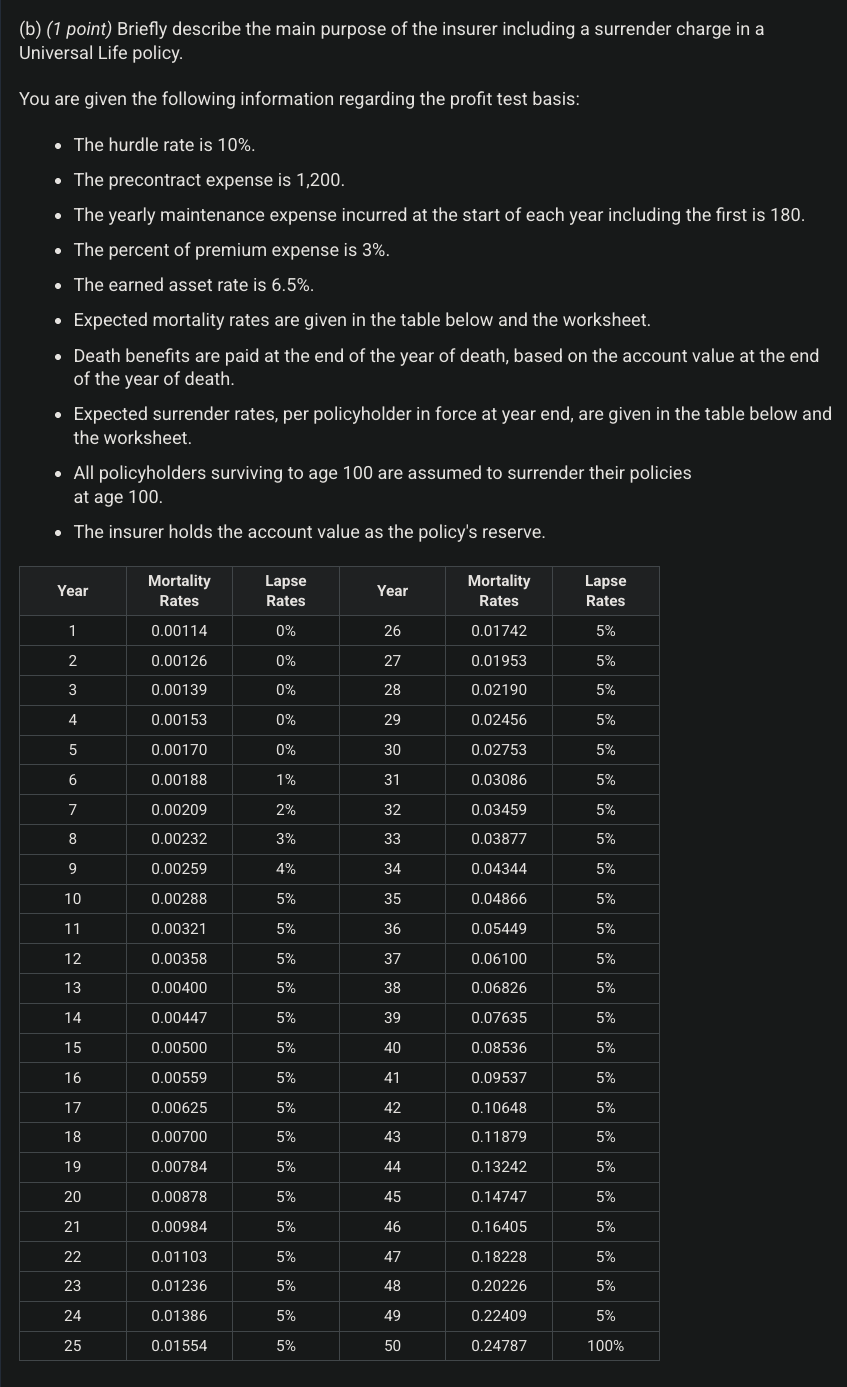 (b) (1 point) Briefly describe the main purpose of the insurer including a surrender charge in a
Universal Life policy.
You are given the following information regarding the profit test basis:
• The hurdle rate is 10%.
• The precontract expense is 1,200.
• The yearly maintenance expense incurred at the start of each year including the first is 180.
• The percent of premium expense is 3%.
• The earned asset rate is 6.5%.
• Expected mortality rates are given in the table below and the worksheet.
• Death benefits are paid at the end of the year of death, based on the account value at the end
of the year of death.
• Expected surrender rates, per policyholder in force at year end, are given in the table below and
the worksheet.
• All policyholders surviving to age 100 are assumed to surrender their policies
at age 100.
• The insurer holds the account value as the policy's reserve.
Year Mortality Rates Lapse Rates Year Mortality Rates Lapse Rates
1 0.00114 0% 26 0.01742 5%
2 0.00126 0% 27 0.01953 5%
3 0.00139 0% 28 0.02190 5%
4 0.00153 0% 29 0.02456 5%
5 0.00170 0% 30 0.02753 5%
6 0.00188 1% 31 0.03086 5%
7 0.00209 2% 32 0.03459 5%
8 0.00232 3% 33 0.03877 5%
9 0.00259 4% 34 0.04344 5%
10 0.00288 5% 35 0.04866 5%
11 0.00321 5% 36 0.05449 5%
12 0.00358 5% 37 0.06100 5%
13 0.00400 5% 38 0.06826 5%
14 0.00447 5% 39 0.07635 5%
15 0.00500 5% 40 0.08536 5%
16 0.00559 5% 41 0.09537 5%
17 0.00625 5% 42 0.10648 5%
18 0.00700 5% 43 0.11879 5%
19 0.00784 5% 44 0.13242 5%
20 0.00878 5% 45 0.14747 5%
21 0.00984 5% 46 0.16405 5%
22 0.01103 5% 47 0.18228 5%
23 0.01236 5% 48 0.20226 5%
24 0.01386 5% 49 0.22409 5%
25 0.01554 5% 50 0.24787 100%